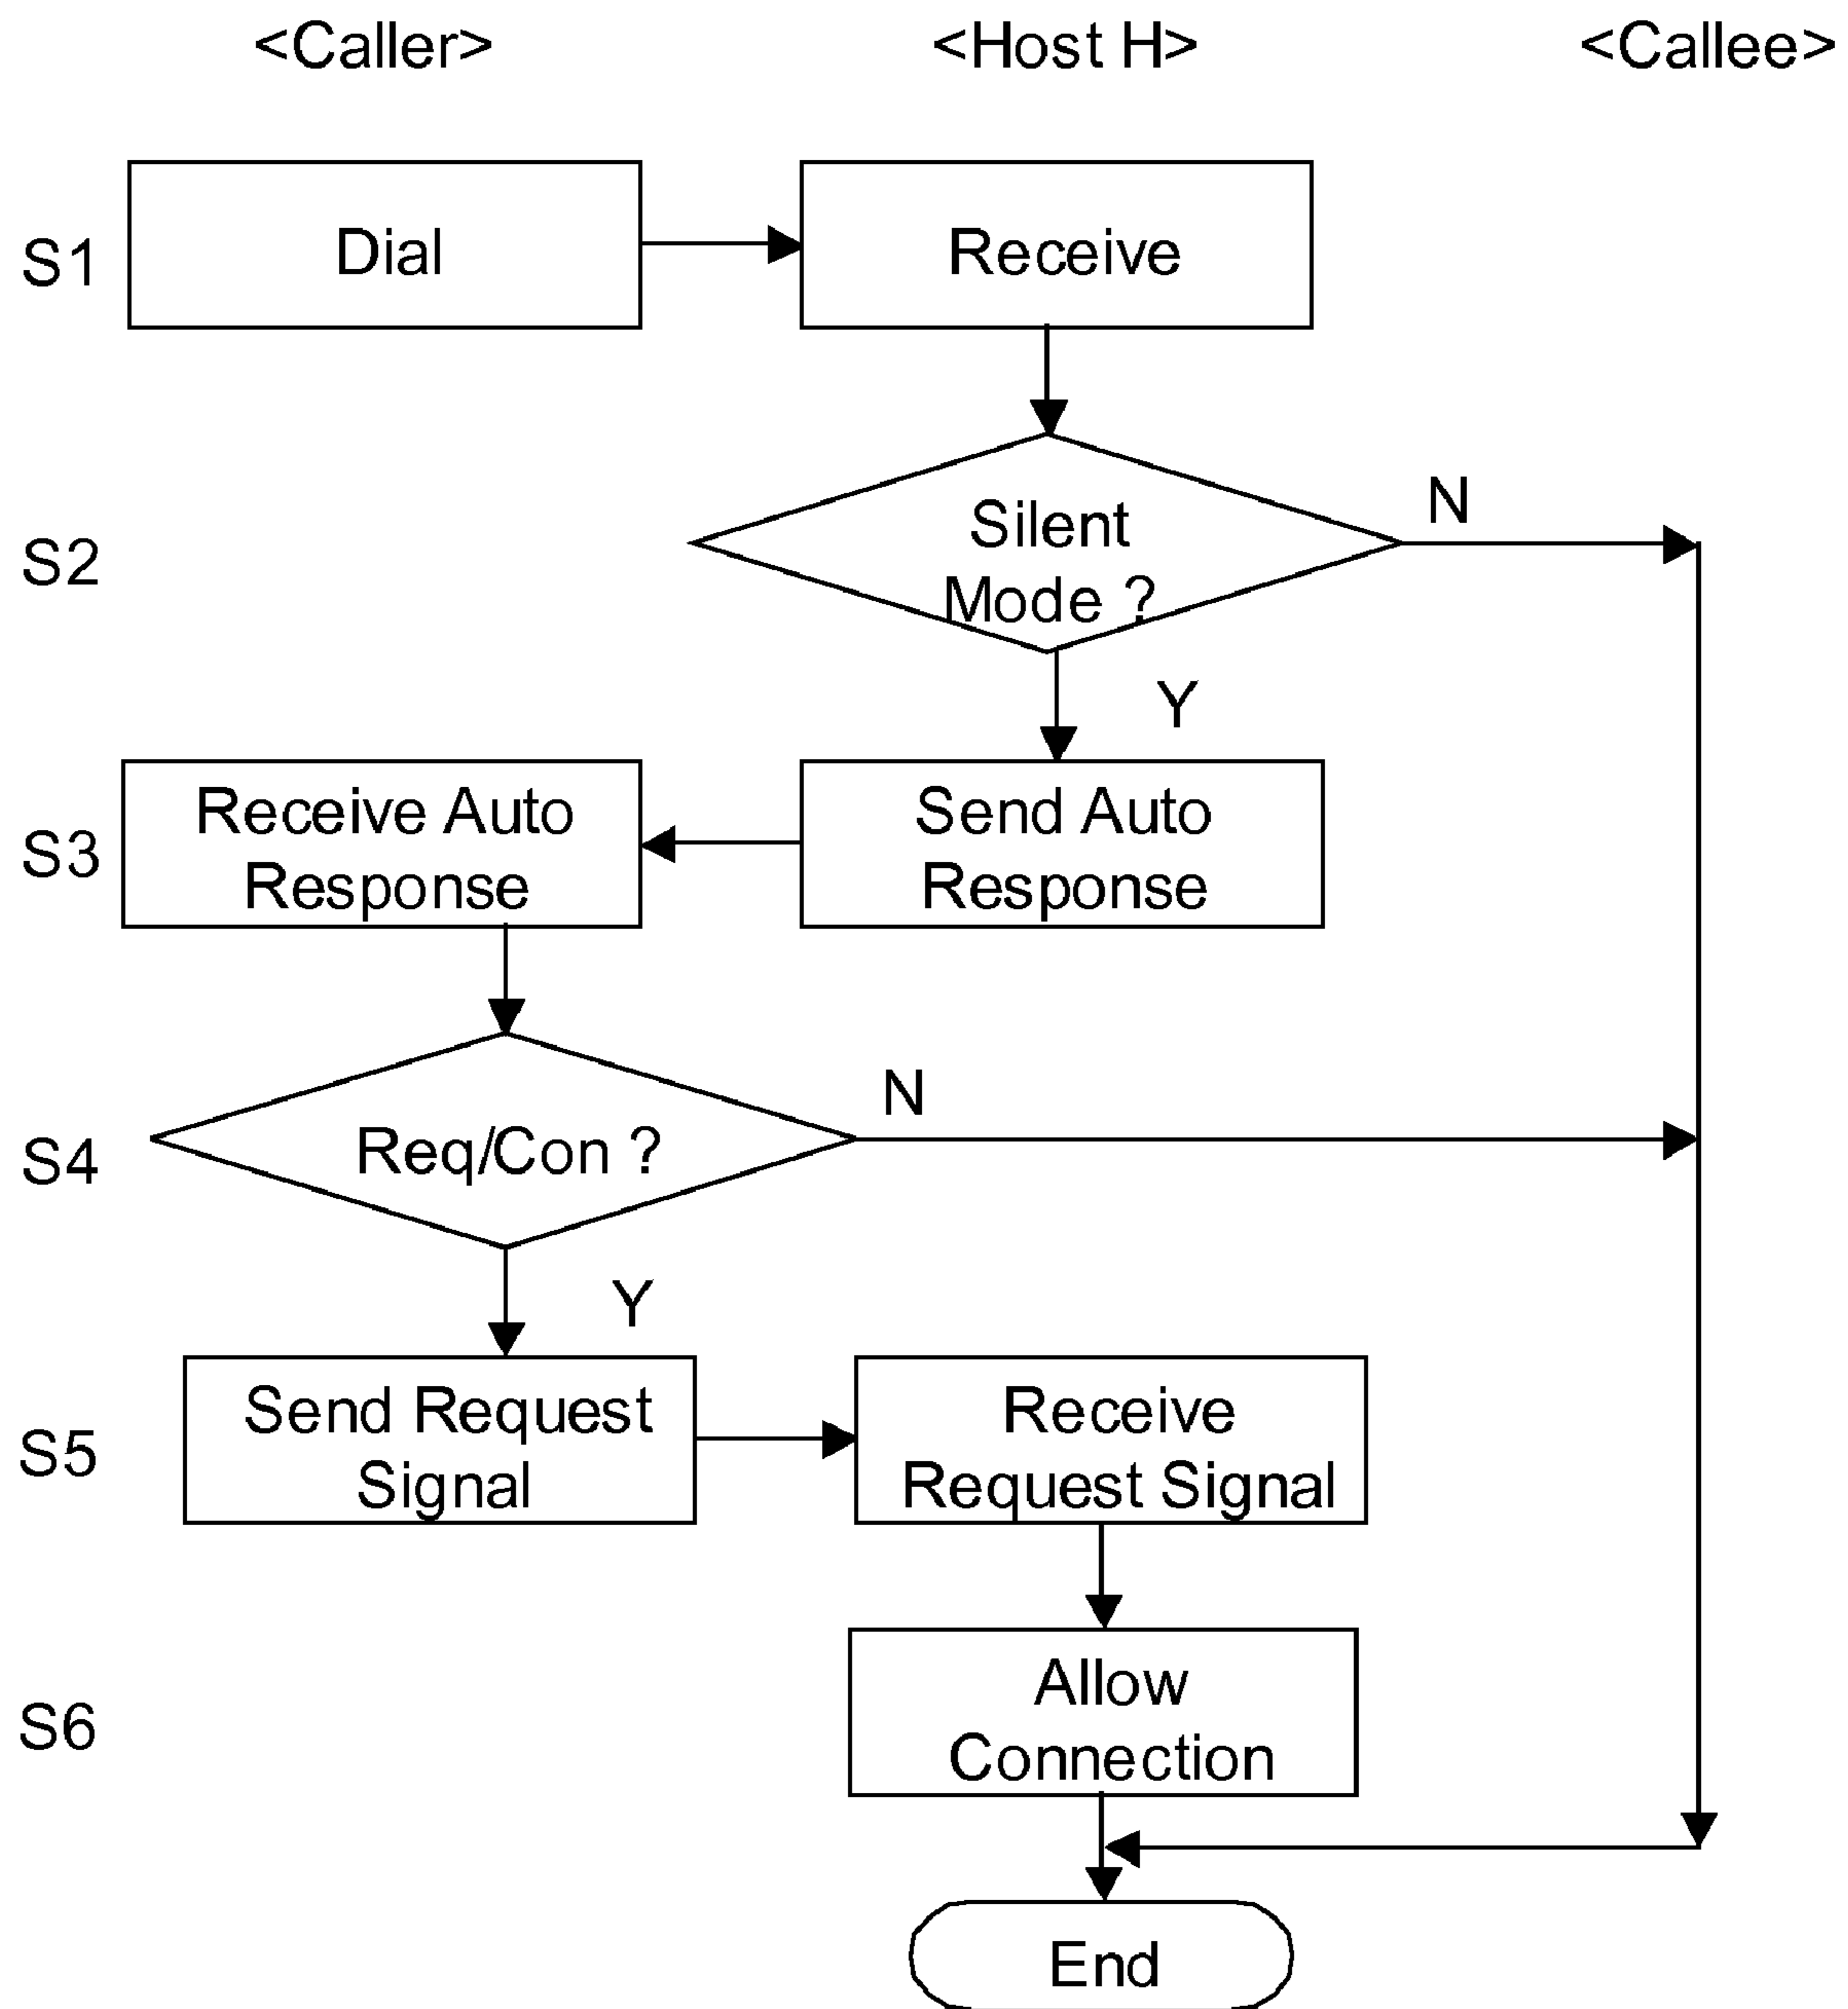 <Caller> <Host H> <Callee>
S1 Dial Receive
Silent
Mode ?
N
S2
Y
S3
Receive Auto
Response
Send Auto
Response
N
S4 Req/Con ?
Y
S5
Send Request
Signal
Receive
Request Signal
S6
Allow
Connection
End